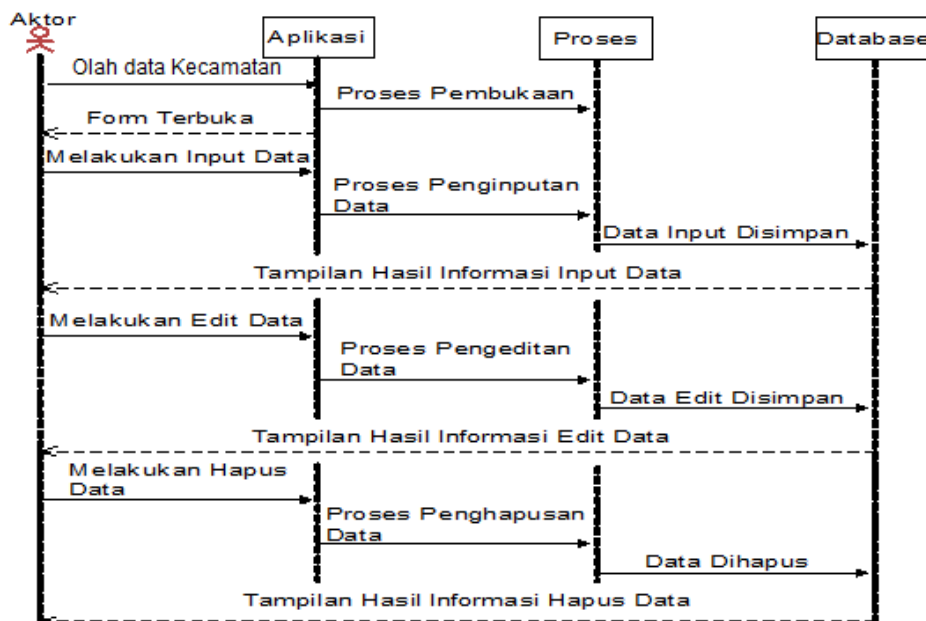 Aktor
Aplikasi
Proses
Database
Olah data Kecamatan
Proses Pembukaan
Form Terbuka
Melakukan Input Data
Proses Penginputan
Data
Data Input Disimpan
Tampilan Hasil Informasi Input Data
Melakukan Edit Data
Proses Pengeditan
Data
Data Edit Disimpan
Tampilan Hasil Informasi Edit Data
Melakukan Hapus
Data
Proses Penghapusan
Data
Data Dihapus
Tampilan Hasil Informasi Hapus Data